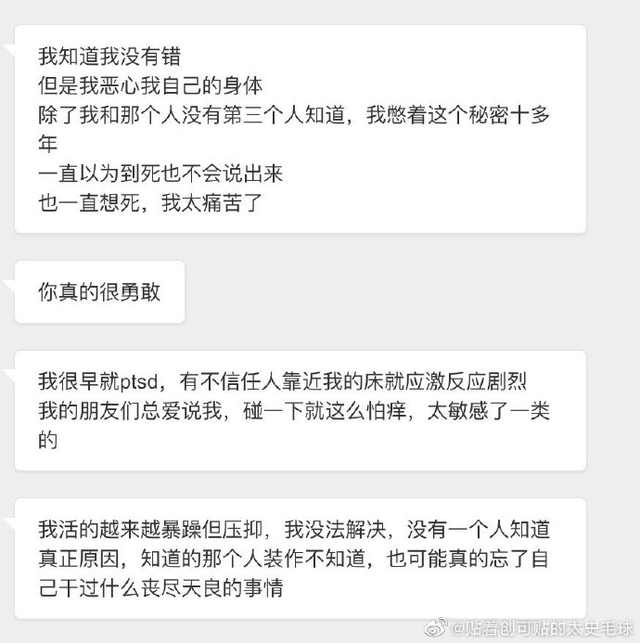 我知道我没有错
但是我恶心我自己的身体
除了我和那个人没有第三个人知道，我憋着这个秘密十多
年
一直以为到死也不会说出来
也一直想死，我太痛苦了
你真的很勇敢
我很早就ptsd，有不信任人靠近我的床就应激反应剧烈
我的朋友们总爱说我，碰一下就这么怕痒，太敏感了一类
的
我活的越来越暴躁但压抑，我没法解决，没有一个人知道
真正原因，知道的那个人装作不知道，也可能真的忘了自
己干过什么丧尽天良的事情
@贴着创可贴的大史毛球